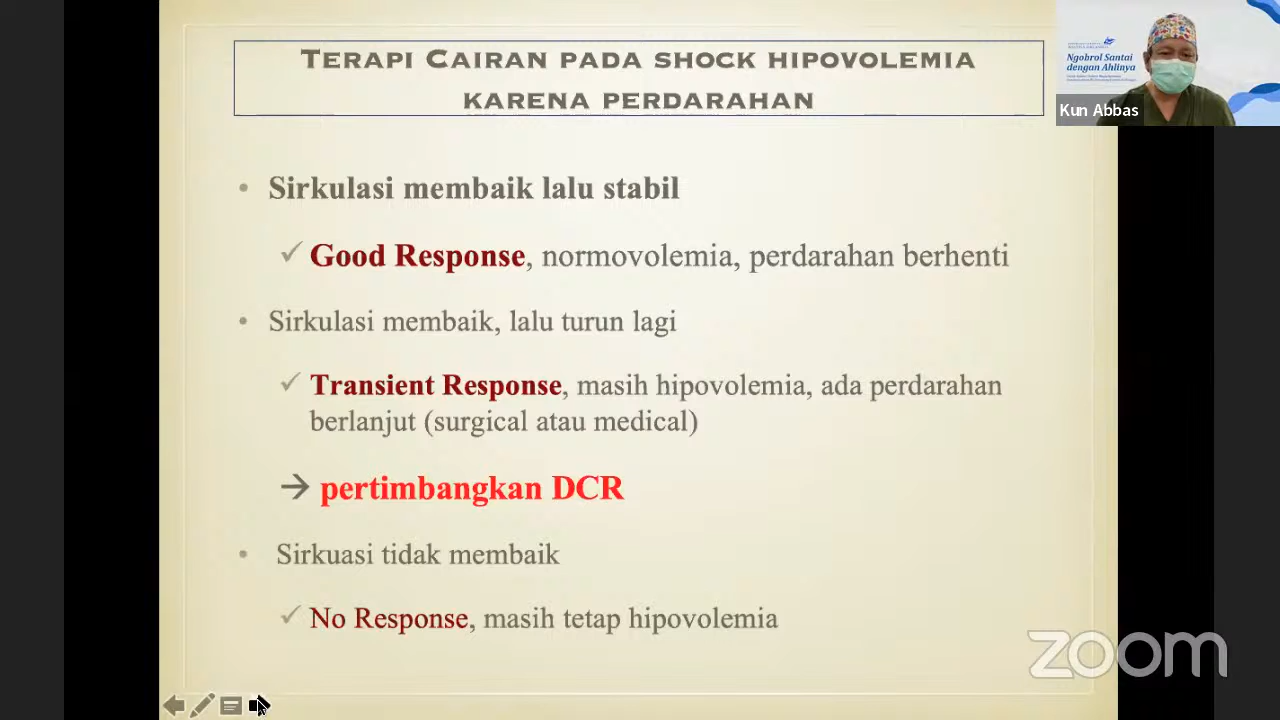 TERAPI CAIRAN PADA SHOCK HIPOVOLEMIA
KARENA PERDARAHAN
Ngobrol Santai
dengan Ahlinya
Kun Abbas
• Sirkulasi membaik lalu stabil
✓ Good Response, normovolemia, perdarahan berhenti
• Sirkulasi membaik, lalu turun lagi
✓ Transient Response, masih hipovolemia, ada perdarahan
berlanjut (surgical atau medical)
→ pertimbangkan DCR
• Sirkuasi tidak membaik
✓ No Response, masih tetap hipovolemia
zoom